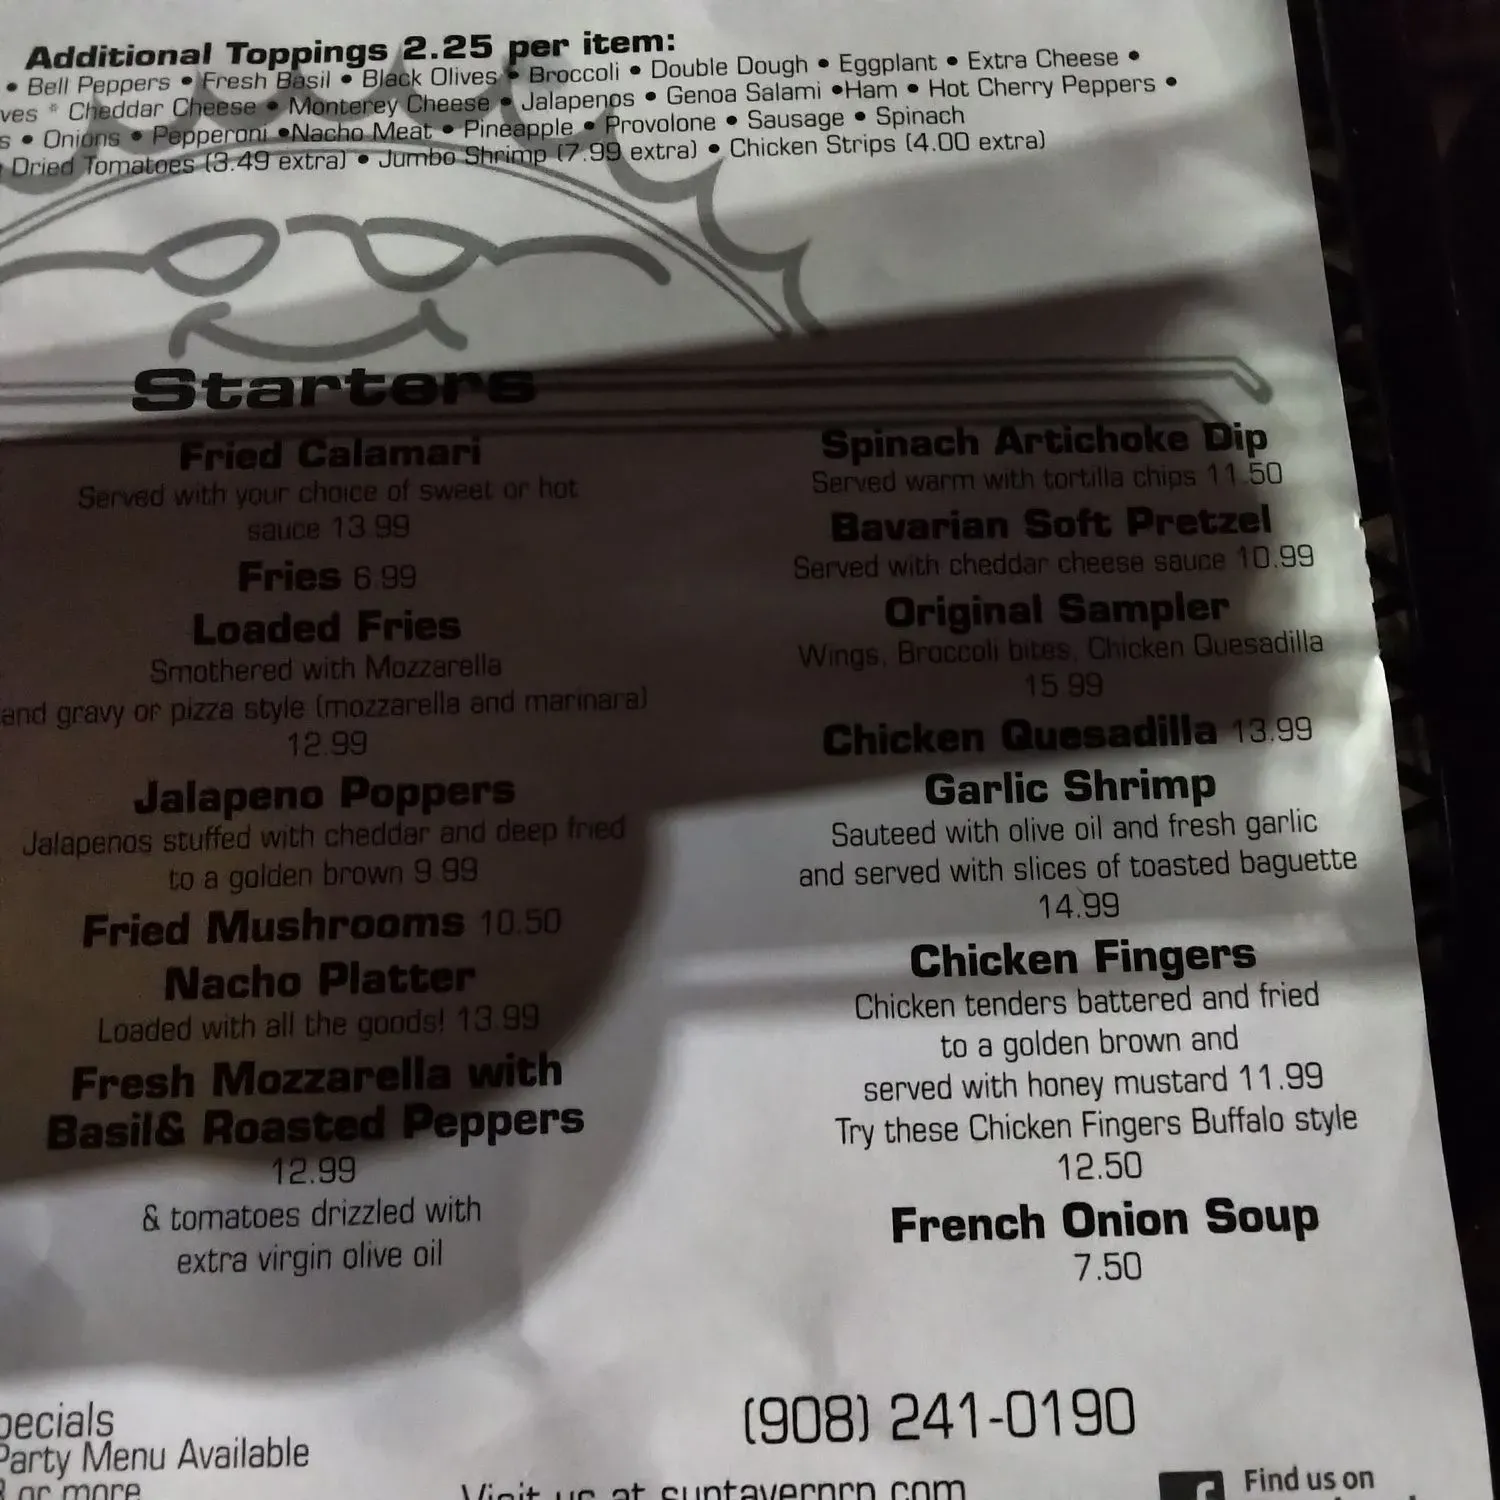 Additional Toppings 2.25 per item:
• Bell Peppers • Fresh Basil • Black Olives • Broccoli • Double Dough • Eggplant • Extra Cheese •
ves * Cheddar Cheese • Monterey Cheese • Jalapenos • Genoa Salami •Ham • Hot Cherry Peppers •
s • Onions • Pepperoni •Nacho Meat • Pineapple • Provolone • Sausage • Spinach
Dried Tomatoes (3.49 extra) • Jumbo Shrimp (7.99 extra) • Chicken Strips (4.00 extra)
Starters
Fried Calamari
Served with your choice of sweet or hot
sauce 13.99
Fries 6.99
Loaded Fries
Smothered with Mozzarella
and gravy or pizza style (mozzarella and marinara)
12.99
Jalapeno Poppers
Jalapenos stuffed with cheddar and deep fried
to a golden brown 9.99
Fried Mushrooms 10.50
Nacho Platter
Loaded with all the goods! 13.99
Fresh Mozzarella with
Basil& Roasted Peppers
12.99
& tomatoes drizzled with
extra virgin olive oil
Spinach Artichoke Dip
Served warm with tortilla chips 11.50
Bavarian Soft Pretzel
Served with cheddar cheese sauce 10.99
Original Sampler
Wings, Broccoli bites, Chicken Quesadilla
15.99
Chicken Quesadilla 13.99
Garlic Shrimp
Sauteed with olive oil and fresh garlic
and served with slices of toasted baguette
14.99
Chicken Fingers
Chicken tenders battered and fried
to a golden brown and
served with honey mustard 11.99
Try these Chicken Fingers Buffalo style
12.50
French Onion Soup
7.50
pecials
Party Menu Available
or more
(908) 241-0190
Visit us at suntavernrp.com
Find us on